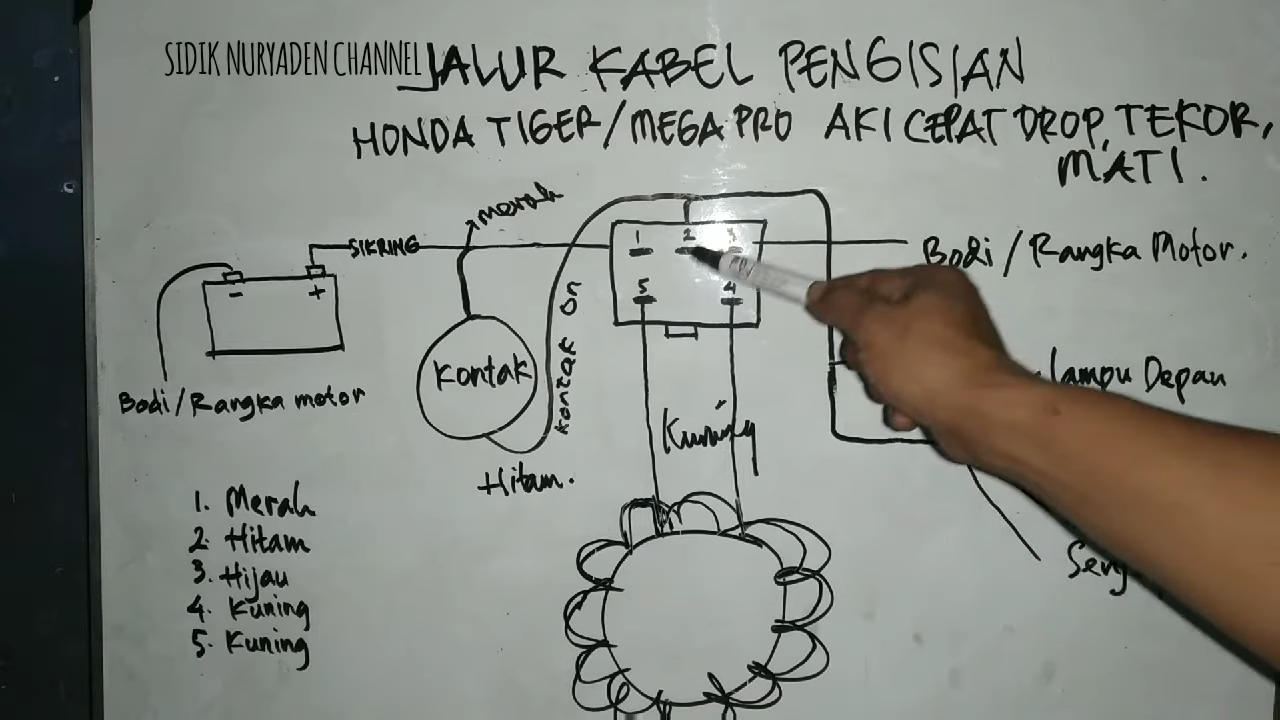 SIDIK NURYADEN CHANNEL
JALUR KABEL PENGISIAN
HONDA TIGER/MEGAPRO AKI CEPAT DROP, TEKOR,
MATI.
merah
SIKRING
1 2 3
Bodi/Rangka Motor.
- +
5 4
Kontak on
Kontak
lampu Depan
Bodi/Rangka motor
Kuning
Hitam.
1. Merah
2. Hitam
3. Hijau
4. Kuning
5. Kuning